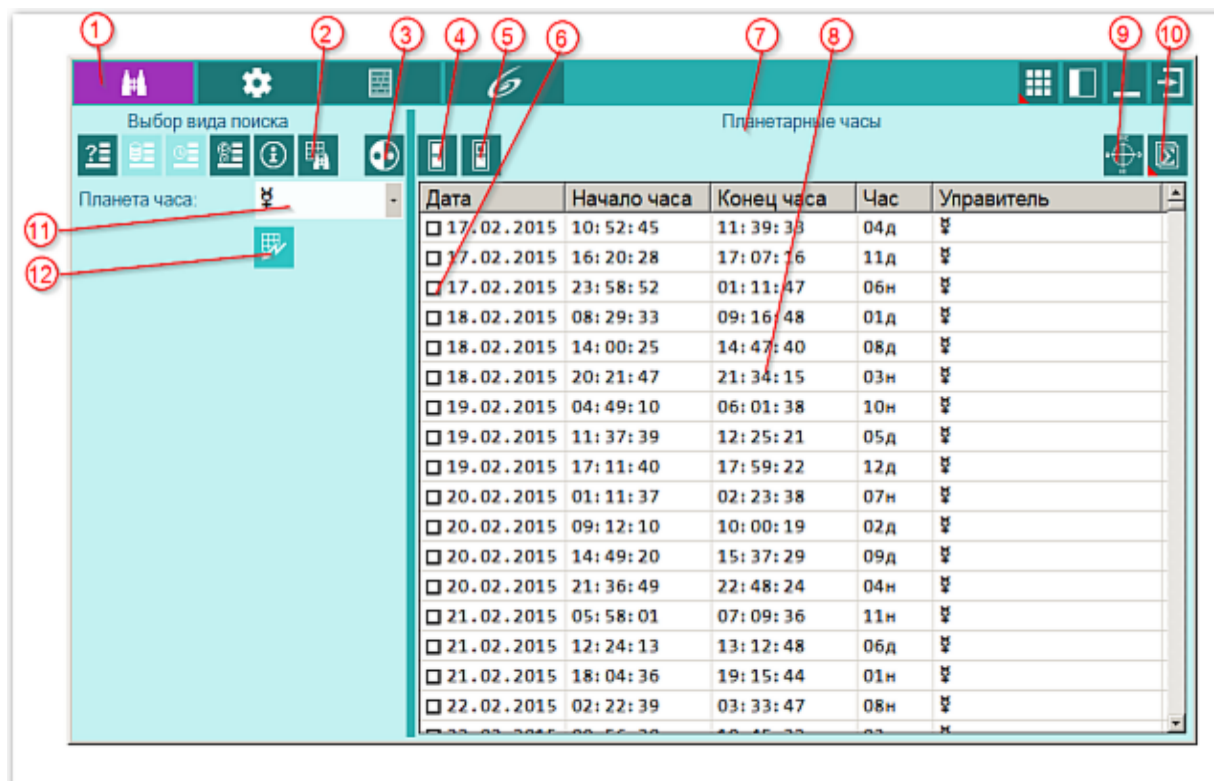 1 2 3 4 5 6 7 8 9 10
Выбор вида поиска
Планетарные часы
Планета часа: ☿
11
12
Дата Начало часа Конец часа Час Управитель
17.02.2015 10:52:45 11:39:33 04д ☿
17.02.2015 16:20:28 17:07:16 11д ☿
17.02.2015 23:58:52 01:11:47 06н ☿
18.02.2015 08:29:33 09:16:48 01д ☿
18.02.2015 14:00:25 14:47:40 08д ☿
18.02.2015 20:21:47 21:34:15 03н ☿
19.02.2015 04:49:10 06:01:38 10н ☿
19.02.2015 11:37:39 12:25:21 05д ☿
19.02.2015 17:11:40 17:59:22 12д ☿
20.02.2015 01:11:37 02:23:38 07н ☿
20.02.2015 09:12:10 10:00:19 02д ☿
20.02.2015 14:49:20 15:37:29 09д ☿
20.02.2015 21:36:49 22:48:24 04н ☿
21.02.2015 05:58:01 07:09:36 11н ☿
21.02.2015 12:24:13 13:12:48 06д ☿
21.02.2015 18:04:36 19:15:44 01н ☿
22.02.2015 02:22:39 03:33:47 08н ☿